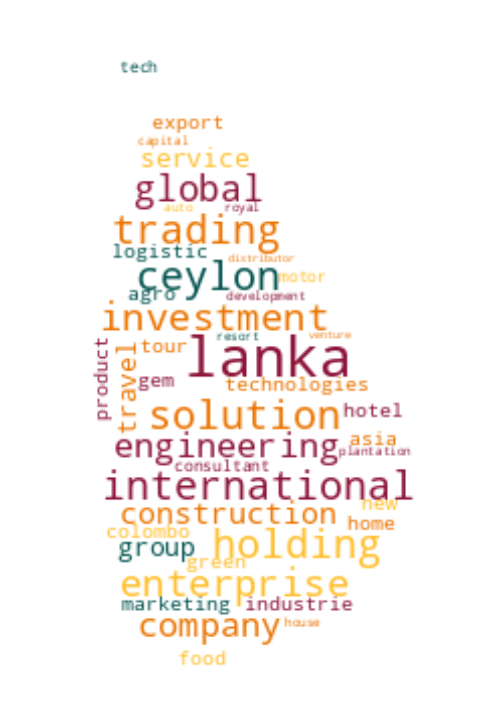 tech
export
capital
service
global
auto royal
trading
logistic distributor
ceylon motor
agro development
investment
resort venture
product travel tour lanka
gem technologies
solution hotel
engineering asia
plantation
consultant
international
new
construction home
colombo
group holding
green
enterprise
marketing industrie
company house
food